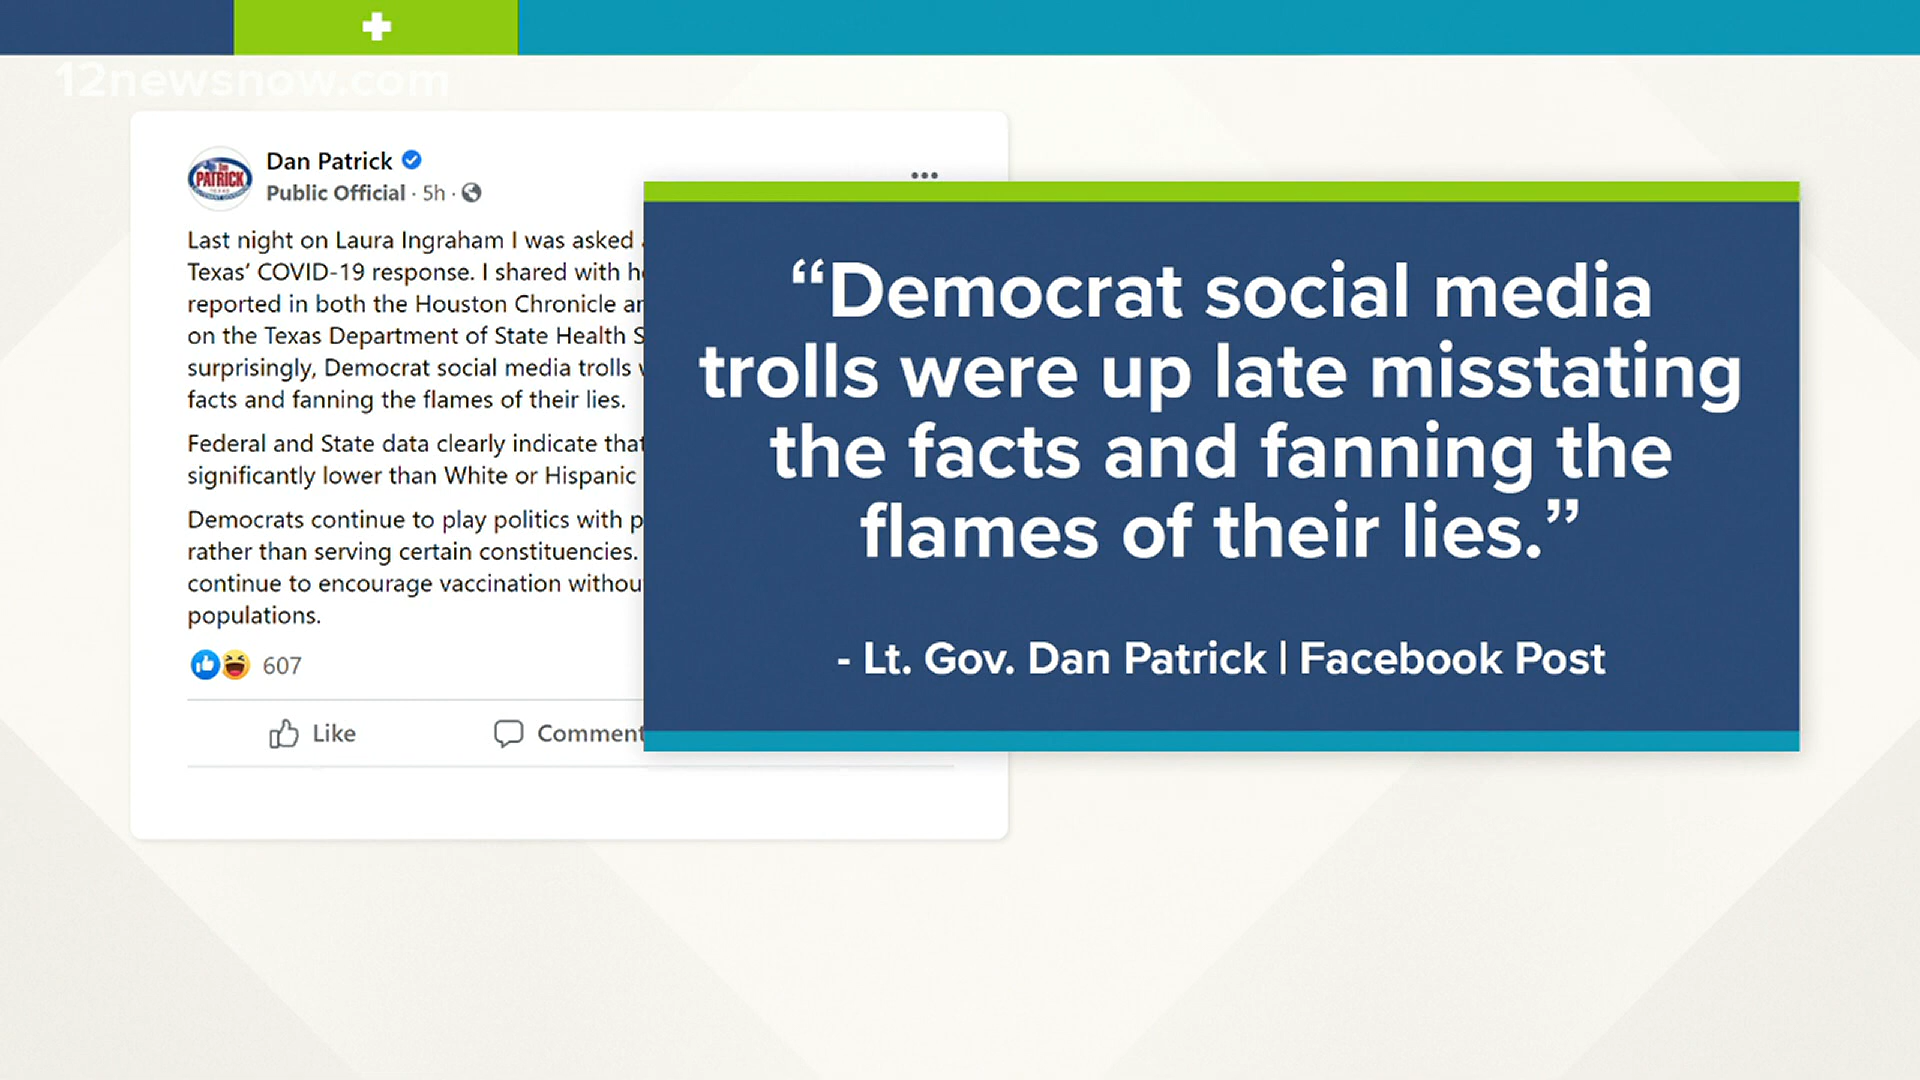 12newsnow.com
Dan Patrick
PATRICK
Public Official · 5h ·
Last night on Laura Ingraham I was asked
Texas’ COVID-19 response. I shared with
reported in both the Houston Chronicle
on the Texas Department of State Health
surprisingly, Democrat social media trolls
facts and fanning the flames of their lies.
Federal and State data clearly indicate that
significantly lower than White or Hispanic
Democrats continue to play politics with
rather than serving certain constituencies.
continue to encourage vaccination
populations.
607
Like
Comment
“Democrat social media
trolls were up late misstating
the facts and fanning the
flames of their lies.”
- Lt. Gov. Dan Patrick | Facebook Post